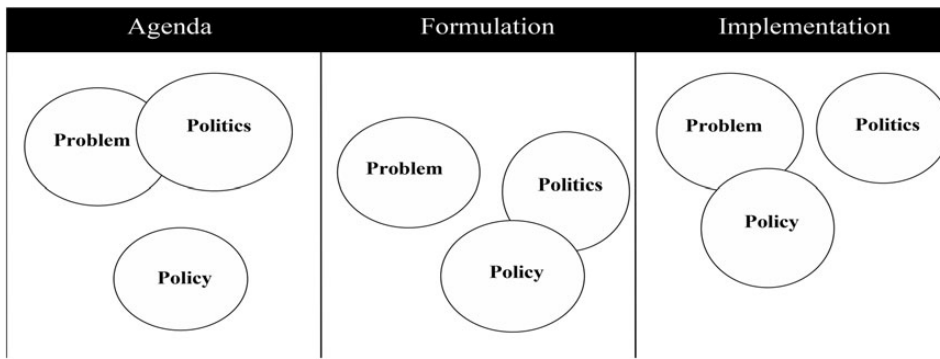 Agenda
Formulation
Implementation
Problem
Politics
Policy
Problem
Politics
Policy
Problem
Politics
Policy